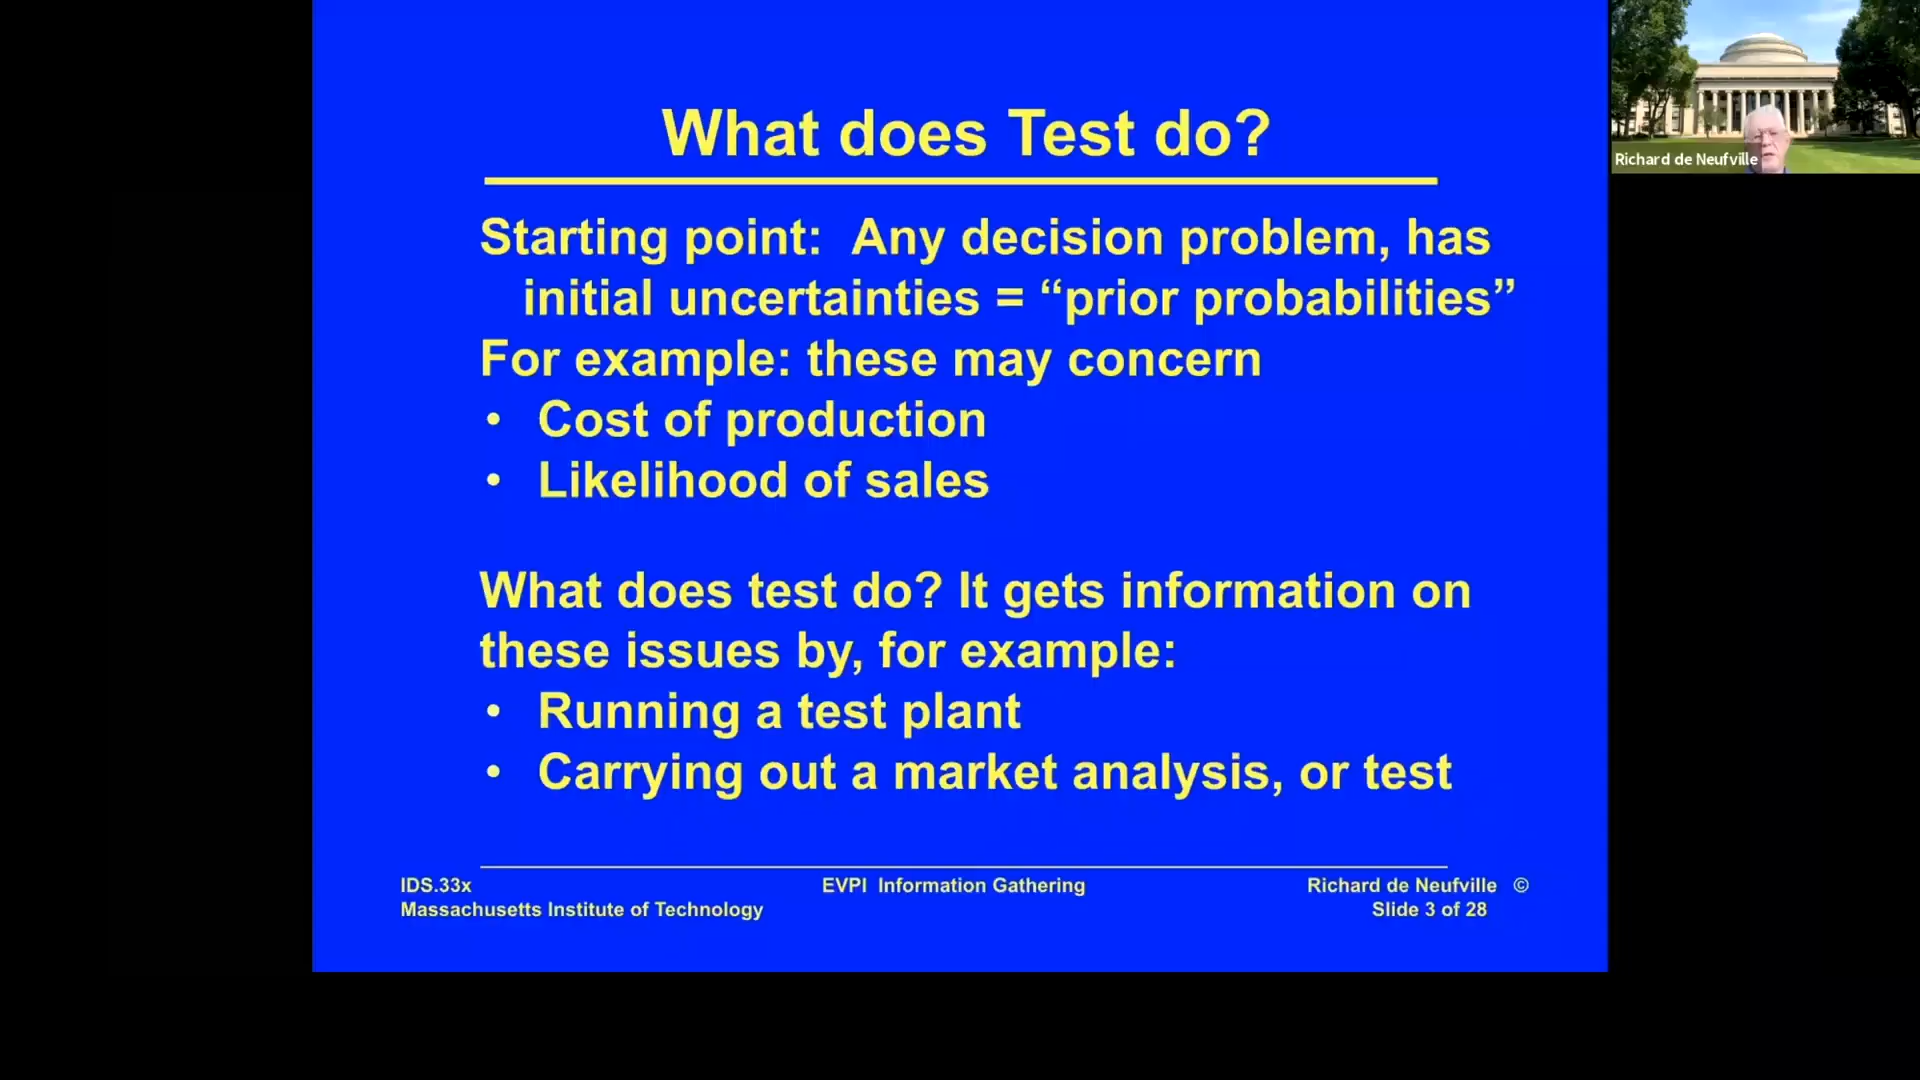 What does Test do?
Starting point:  Any decision problem, has
initial uncertainties = “prior probabilities”
For example: these may concern
• Cost of production
• Likelihood of sales
What does test do? It gets information on
these issues by, for example:
• Running a test plant
• Carrying out a market analysis, or test
IDS.33x
Massachusetts Institute of Technology
EVPI  Information Gathering
Richard de Neufville ©
Slide 3 of 28
Richard de Neufville